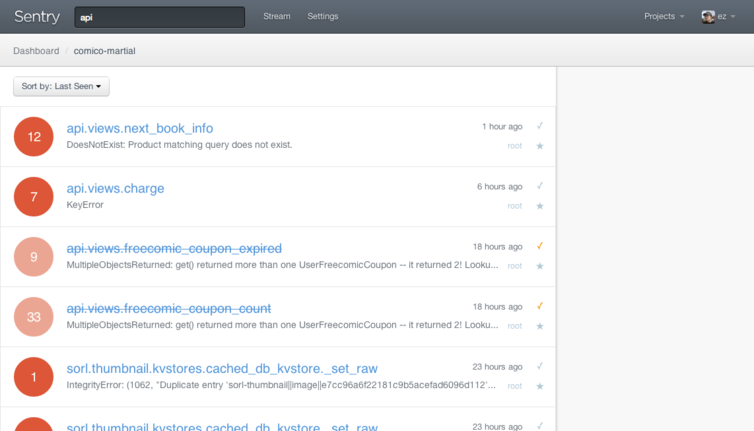 Sentry api Stream Settings Projects ez
Dashboard / comico-martial
Sort by: Last Seen
12 api.views.next_book_info 1 hour ago
DoesNotExist: Product matching query does not exist. root
7 api.views.charge 6 hours ago
KeyError root
9 api.views.freecomic_coupon_expired 18 hours ago
MultipleObjectsReturned: get() returned more than one UserFreecomicCoupon -- it returned 2! Looku... root
33 api.views.freecomic_coupon_count 18 hours ago
MultipleObjectsReturned: get() returned more than one UserFreecomicCoupon -- it returned 2! Looku... root
1 sorl.thumbnail.kvstores.cached_db_kvstore._set_raw 23 hours ago
IntegrityError: (1062, "Duplicate entry 'sorl-thumbnail||image||e7cc96a6f22181c9b5acefad6096d112'... root
sorl.thumbnail.kvstores.cached_db_kvstore._set_raw 23 hours ago